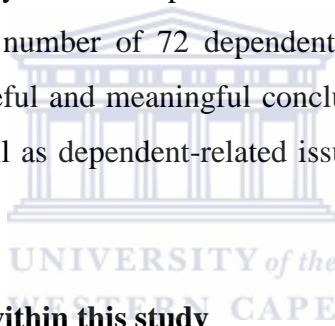 number of 72 dependent
eful and meaningful conclu
ll as dependent-related issu
UNIVERSITY of the
WESTERN CAPE
within this study